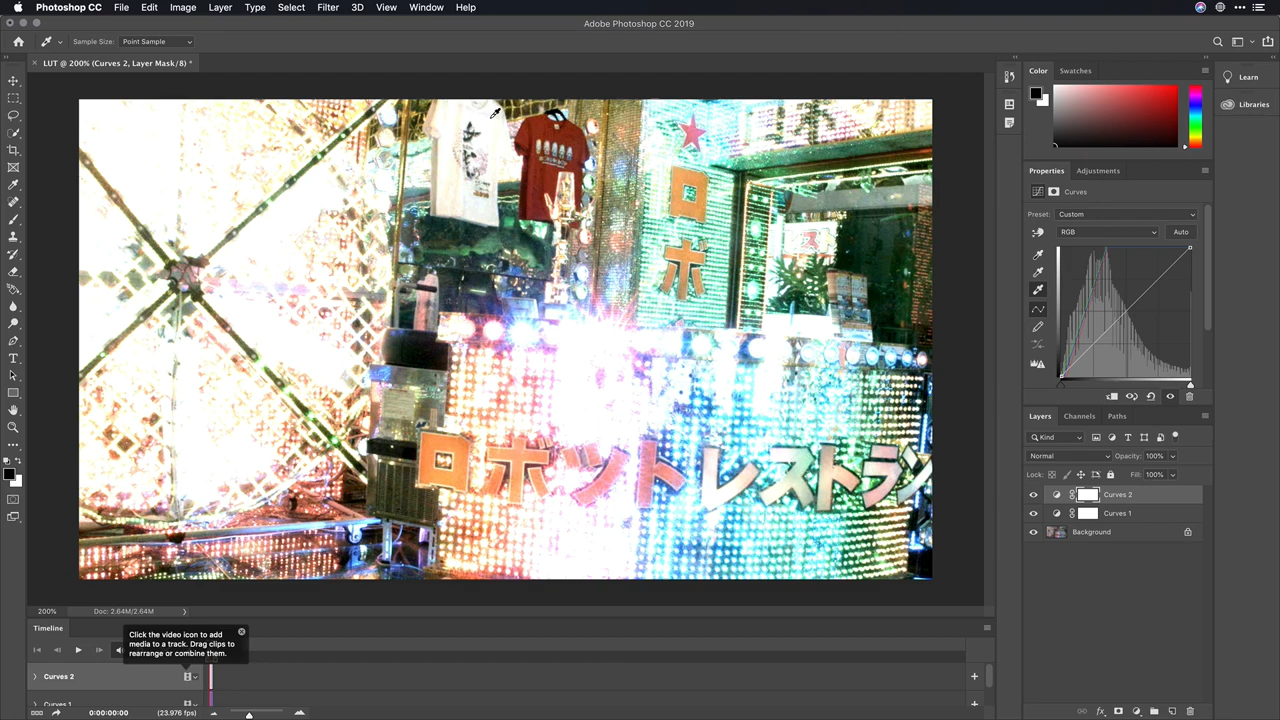 Photoshop CC File Edit Image Layer Type Select Filter 3D View Window Help
Adobe Photoshop CC 2019
Sample Size: Point Sample
LUT @ 200% (Curves 2, Layer Mask/8) *
Color Swatches
Learn
Libraries
Properties Adjustments
Curves
Preset: Custom
RGB Auto
ロボ
ス
ロボットレストラン
Layers Channels Paths
Kind
Normal Opacity: 100%
Lock: Fill: 100%
Curves 2
Curves 1
Background
200% Doc: 2.64M/2.64M
Timeline
Click the video icon to add
media to a track. Drag clips to
rearrange or combine them.
Curves 2
Curves 1
0:00:00:00 (23.976 fps)